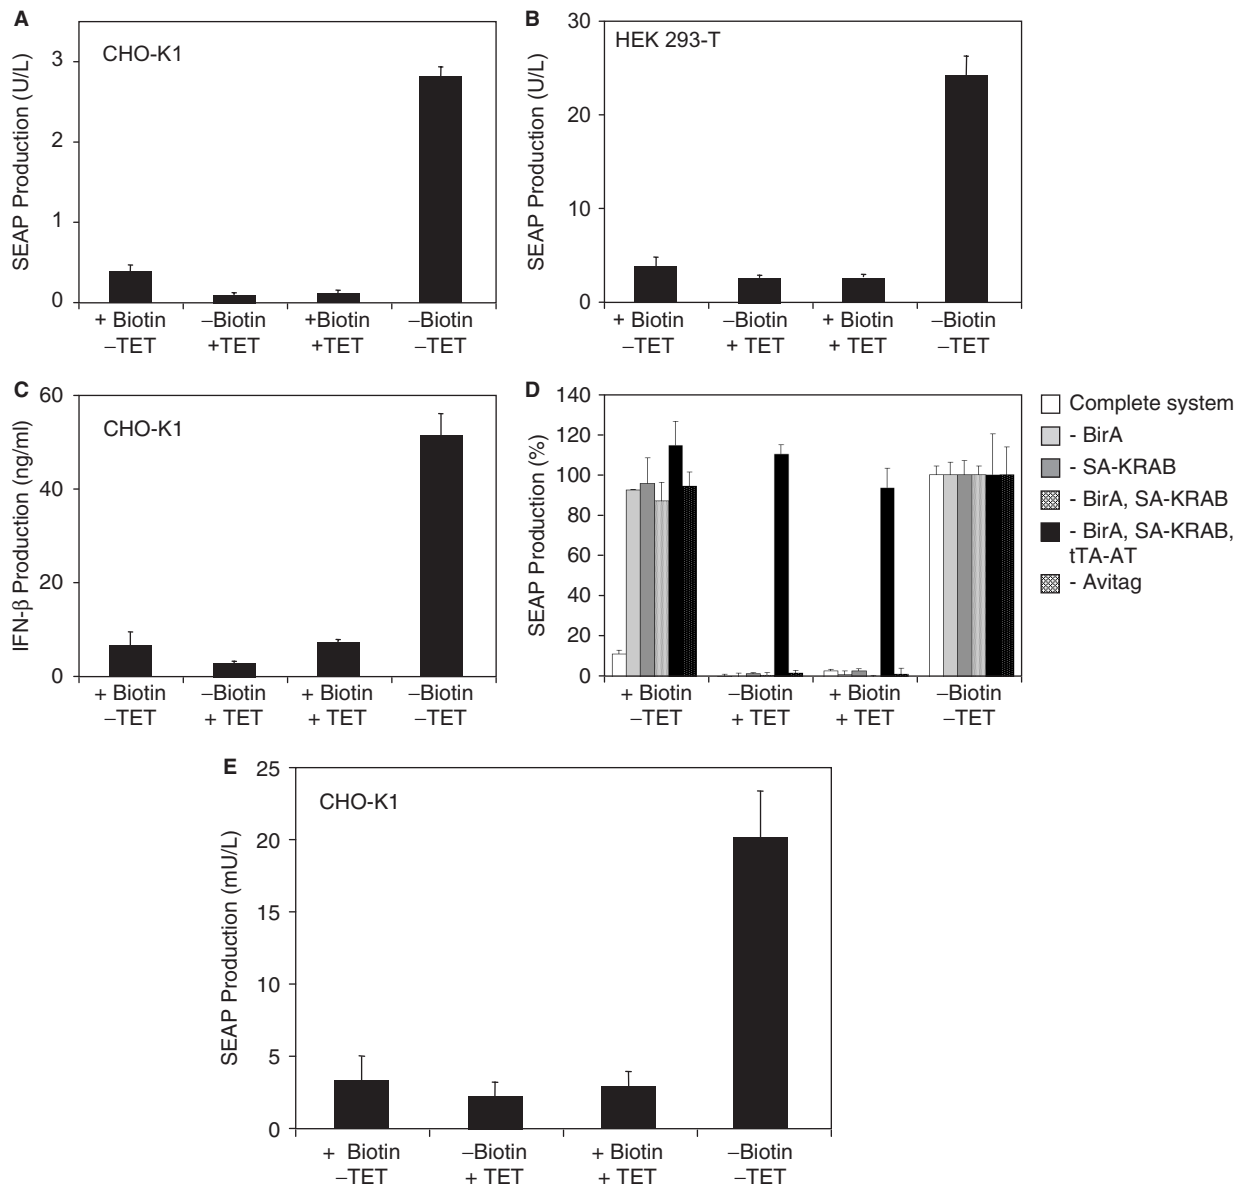 A
CHO-K1
SEAP Production (U/L)
3
2
1
0
+ Biotin
–TET
–Biotin
+TET
+Biotin
+TET
–Biotin
–TET
B
HEK 293-T
SEAP Production (U/L)
30
20
10
0
+ Biotin
–TET
–Biotin
+ TET
+ Biotin
+ TET
–Biotin
–TET
C
CHO-K1
IFN-β Production (ng/ml)
60
40
20
0
+ Biotin
–TET
–Biotin
+ TET
+ Biotin
+ TET
–Biotin
–TET
D
SEAP Production (%)
140
120
100
80
60
40
20
0
+ Biotin
–TET
–Biotin
+ TET
+ Biotin
+ TET
–Biotin
–TET
Complete system
- BirA
- SA-KRAB
- BirA, SA-KRAB
- BirA, SA-KRAB,
tTA-AT
- Avitag
E
CHO-K1
SEAP Production (mU/L)
25
20
15
10
5
0
+ Biotin
–TET
–Biotin
+ TET
+ Biotin
+ TET
–Biotin
–TET